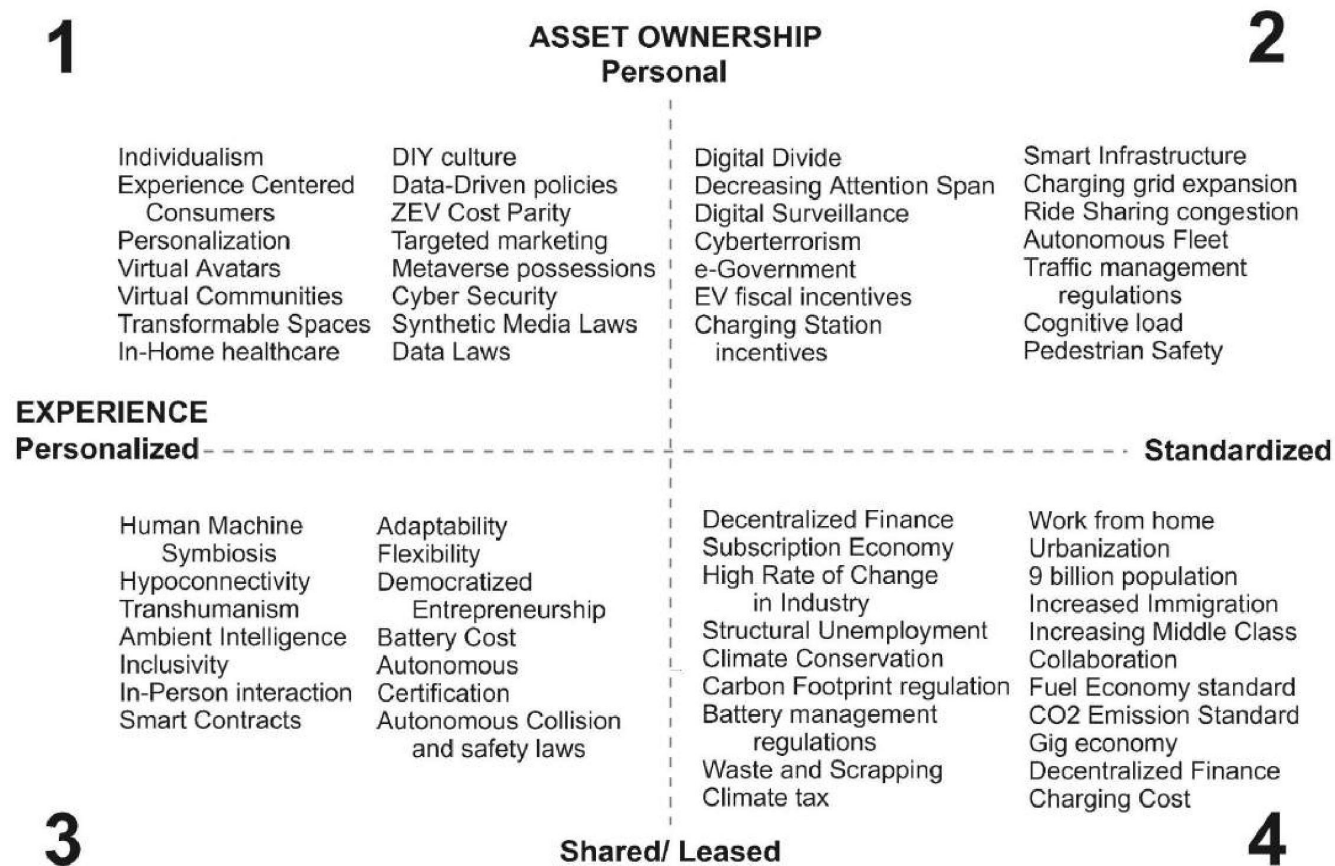 1
ASSET OWNERSHIP
Personal
2
Individualism
Experience Centered
Consumers
Personalization
Virtual Avatars
Virtual Communities
Transformable Spaces
In-Home healthcare
DIY culture
Data-Driven policies
ZEV Cost Parity
Targeted marketing
Metaverse possessions
Cyber Security
Synthetic Media Laws
Data Laws
Digital Divide
Decreasing Attention Span
Digital Surveillance
Cyberterrorism
e-Government
EV fiscal incentives
Charging Station
incentives
Smart Infrastructure
Charging grid expansion
Ride Sharing congestion
Autonomous Fleet
Traffic management
regulations
Cognitive load
Pedestrian Safety
EXPERIENCE
Personalized
Standardized
Human Machine
Symbiosis
Hypoconnectivity
Transhumanism
Ambient Intelligence
Inclusivity
In-Person interaction
Smart Contracts
Adaptability
Flexibility
Democratized
Entrepreneurship
Battery Cost
Autonomous
Certification
Autonomous Collision
and safety laws
Decentralized Finance
Subscription Economy
High Rate of Change
in Industry
Structural Unemployment
Climate Conservation
Carbon Footprint regulation
Battery management
regulations
Waste and Scrapping
Climate tax
Work from home
Urbanization
9 billion population
Increased Immigration
Increasing Middle Class
Collaboration
Fuel Economy standard
CO2 Emission Standard
Gig economy
Decentralized Finance
Charging Cost
3
Shared/ Leased
4